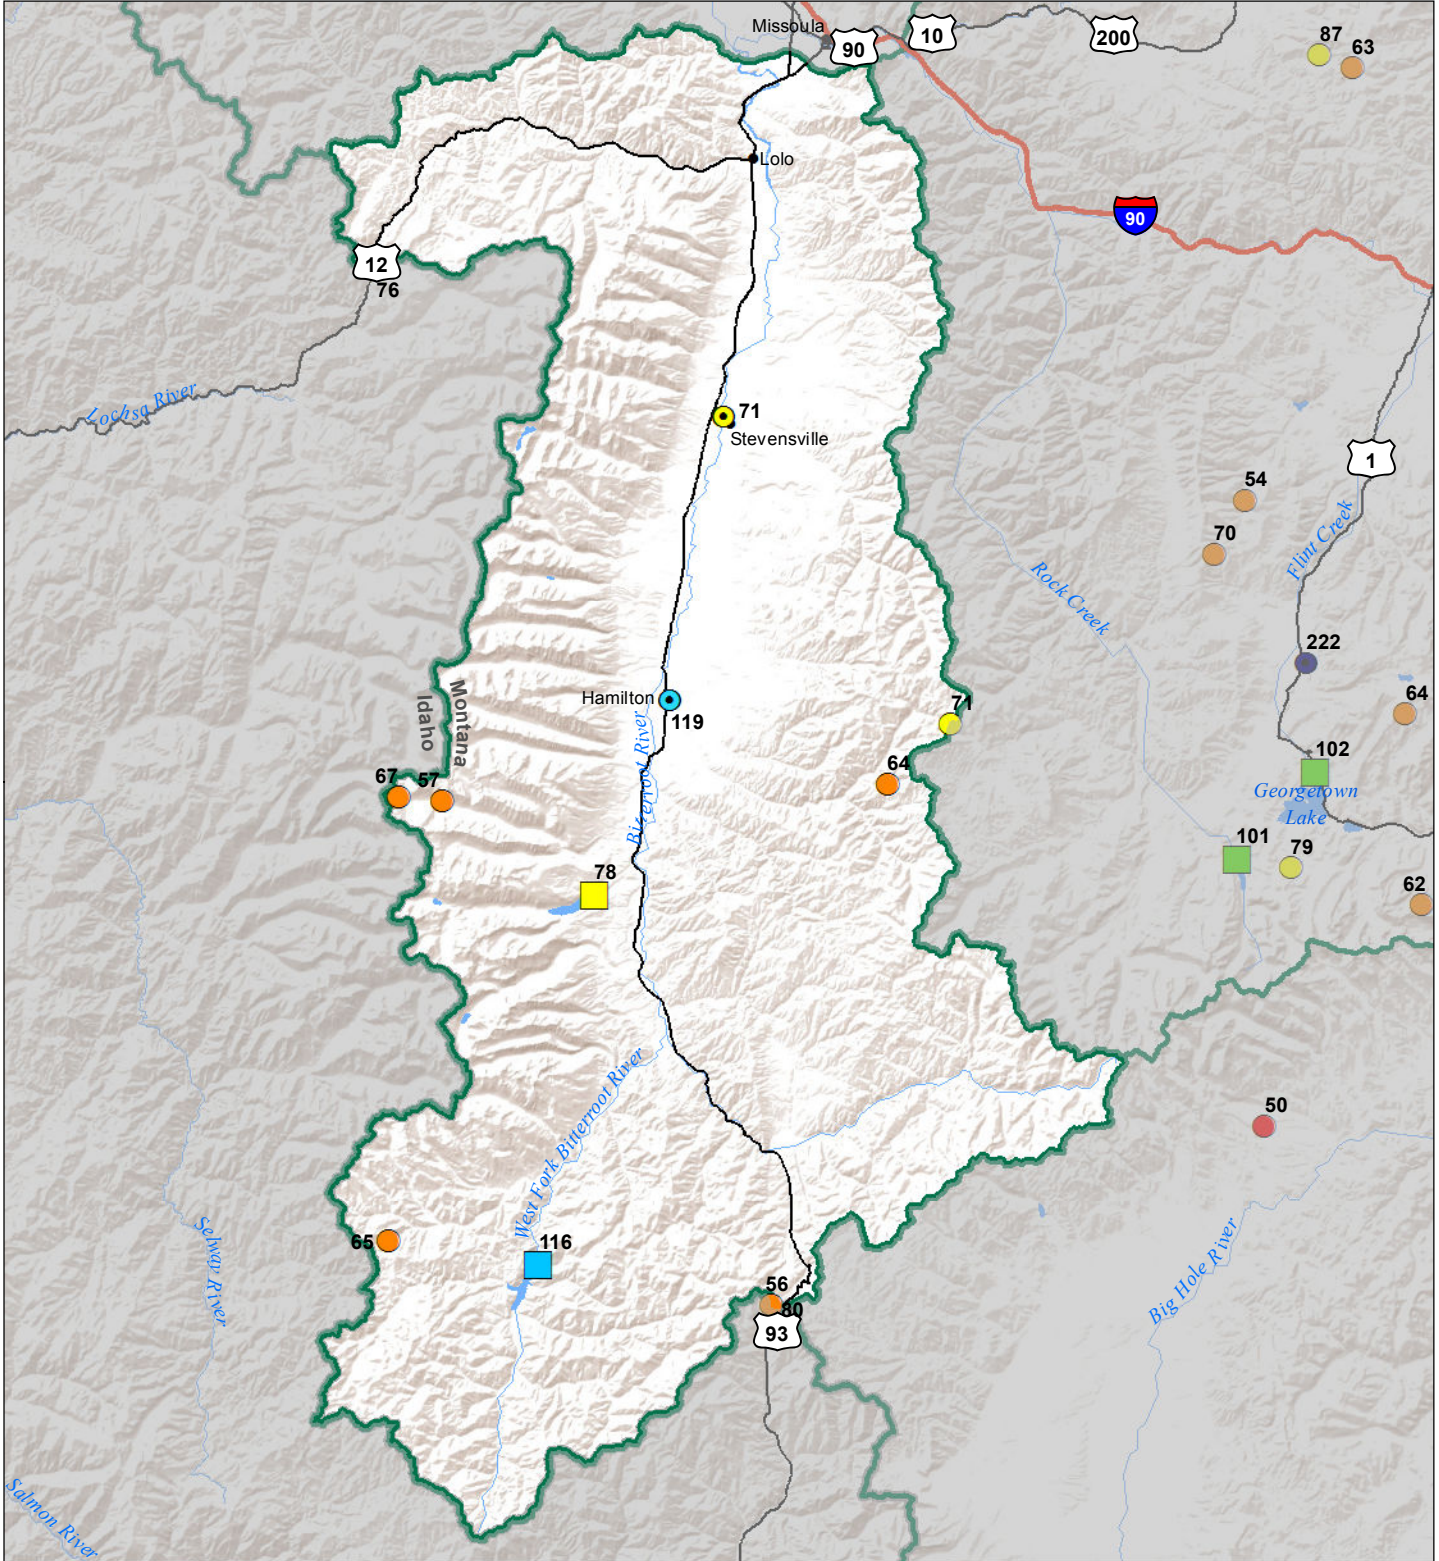 Missoula
90
10
200
87
63
Lolo
90
12
76
Lochsa River
71
Stevensville
1
54
Flint Creek
70
Rock Creek
222
Montana
Idaho
Hamilton
119
Bitterroot River
71
64
64
102
Georgetown
Lake
67
57
101
79
78
62
50
West Fork Bitterroot River
Selway River
65
116
Big Hole River
56
80
93
Salmon River